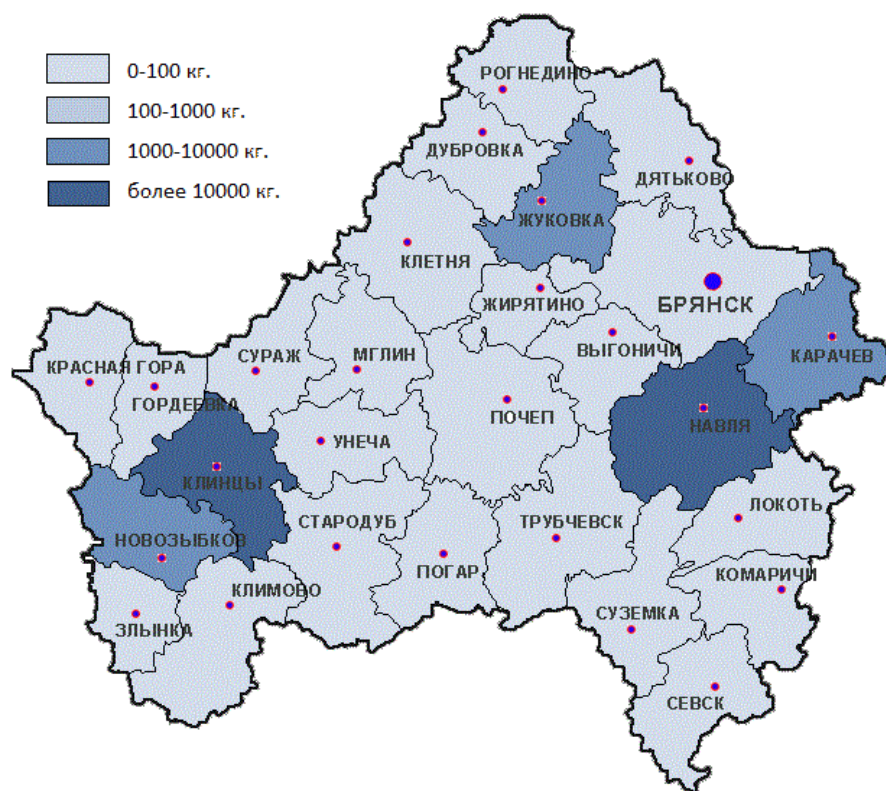 0-100 кг.
100-1000 кг.
1000-10000 кг.
более 10000 кг.
РОГНЕДИНО
ДУБРОВКА
ДЯТЬКОВО
ЖУКОВКА
КЛЕТНЯ
ЖИРЯТИНО
БРЯНСК
ВЫГОНИЧИ
КАРАЧЕВ
СУРАЖ
МГЛИН
КРАСНАЯ ГОРА
ГОРДЕЕВКА
ПОЧЕП
НАВЛЯ
УНЕЧА
КЛИНЦЫ
ЛОКОТЬ
СТАРОДУБ
ТРУБЧЕВСК
НОВОЗЫБКОВ
ПОГАР
КОМАРИЧИ
КЛИМОВО
СУЗЕМКА
ЗЛЫНКА
СЕВСК